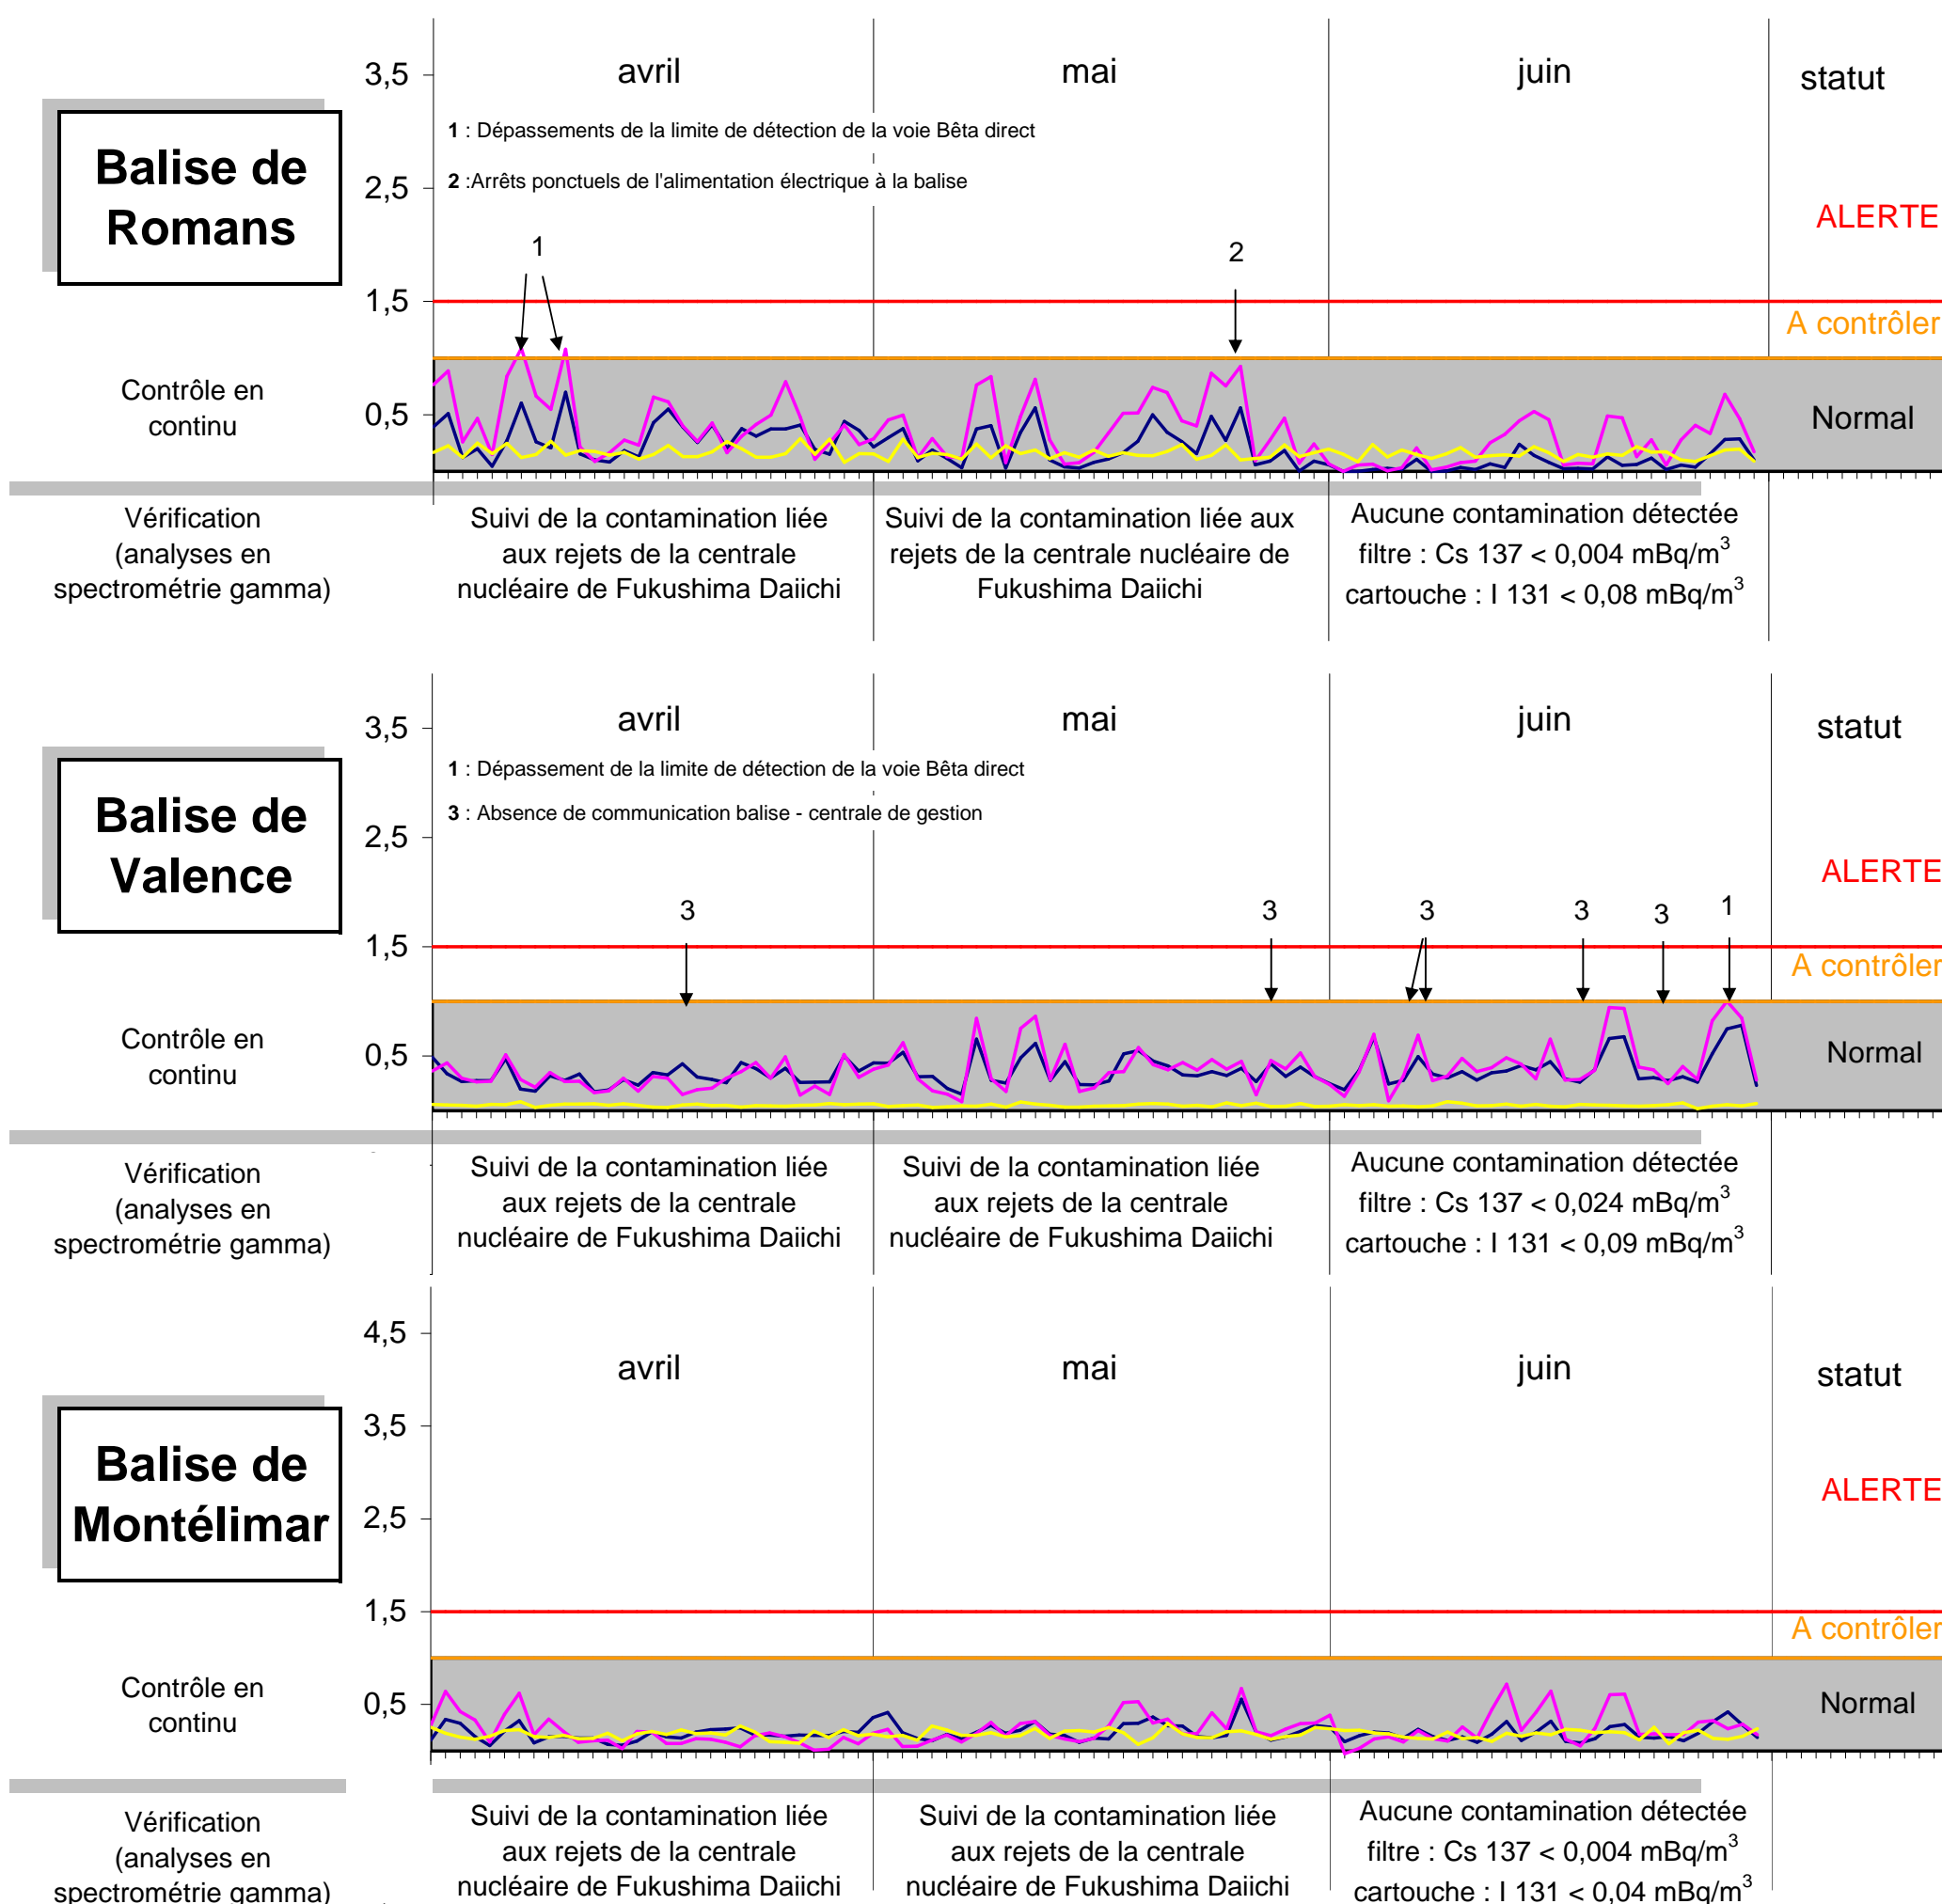 3,5
avril
mai
juin
statut
1 : Dépassements de la limite de détection de la voie Bêta direct
Balise de
Romans
2,5
2 :Arrêts ponctuels de l'alimentation électrique à la balise
ALERTE
1
2
1,5
A contrôler
Contrôle en
continu
0,5
Normal
Vérification
(analyses en
spectrométrie gamma)
Suivi de la contamination liée
aux rejets de la centrale
nucléaire de Fukushima Daiichi
Suivi de la contamination liée aux
rejets de la centrale nucléaire de
Fukushima Daiichi
Aucune contamination détectée
filtre : Cs 137 < 0,004 mBq/m³
cartouche : I 131 < 0,08 mBq/m³
3,5
avril
mai
juin
statut
1 : Dépassement de la limite de détection de la voie Bêta direct
3 : Absence de communication balise - centrale de gestion
Balise de
Valence
2,5
ALERTE
3
3
3
3
3
1
1,5
A contrôler
Contrôle en
continu
0,5
Normal
Vérification
(analyses en
spectrométrie gamma)
Suivi de la contamination liée
aux rejets de la centrale
nucléaire de Fukushima Daiichi
Suivi de la contamination liée
aux rejets de la centrale
nucléaire de Fukushima Daiichi
Aucune contamination détectée
filtre : Cs 137 < 0,024 mBq/m³
cartouche : I 131 < 0,09 mBq/m³
4,5
avril
mai
juin
statut
3,5
Balise de
Montélimar
2,5
ALERTE
1,5
A contrôler
Contrôle en
continu
0,5
Normal
Vérification
(analyses en
spectrométrie gamma)
Suivi de la contamination liée
aux rejets de la centrale
nucléaire de Fukushima Daiichi
Suivi de la contamination liée
aux rejets de la centrale
nucléaire de Fukushima Daiichi
Aucune contamination détectée
filtre : Cs 137 < 0,004 mBq/m³
cartouche : I 131 < 0,04 mBq/m³